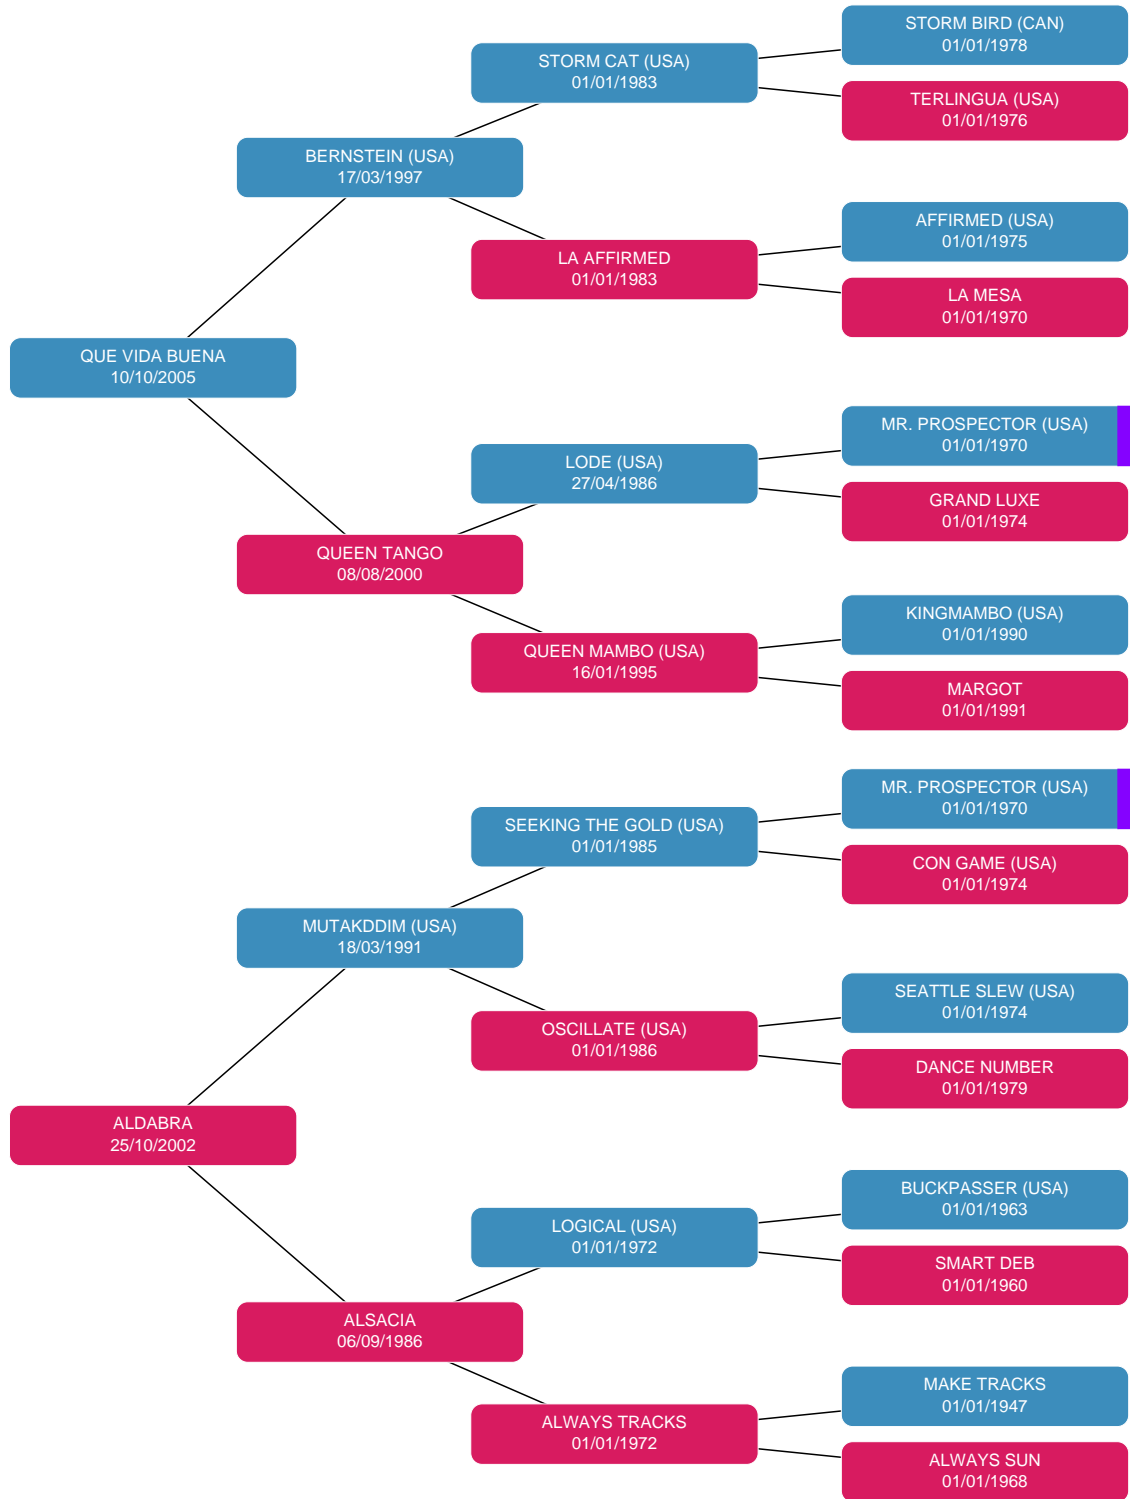 STORM BIRD (CAN)
01/01/1978
STORM CAT (USA)
01/01/1983
TERLINGUA (USA)
01/01/1976
BERNSTEIN (USA)
17/03/1997
AFFIRMED (USA)
01/01/1975
LA AFFIRMED
01/01/1983
LA MESA
01/01/1970
QUE VIDA BUENA
10/10/2005
MR. PROSPECTOR (USA)
01/01/1970
LODE (USA)
27/04/1986
GRAND LUXE
01/01/1974
QUEEN TANGO
08/08/2000
KINGMAMBO (USA)
01/01/1990
QUEEN MAMBO (USA)
16/01/1995
MARGOT
01/01/1991
MR. PROSPECTOR (USA)
01/01/1970
SEEKING THE GOLD (USA)
01/01/1985
CON GAME (USA)
01/01/1974
MUTAKDDIM (USA)
18/03/1991
SEATTLE SLEW (USA)
01/01/1974
OSCILLATE (USA)
01/01/1986
DANCE NUMBER
01/01/1979
ALDABRA
25/10/2002
BUCKPASSER (USA)
01/01/1963
LOGICAL (USA)
01/01/1972
SMART DEB
01/01/1960
ALSACIA
06/09/1986
MAKE TRACKS
01/01/1947
ALWAYS TRACKS
01/01/1972
ALWAYS SUN
01/01/1968